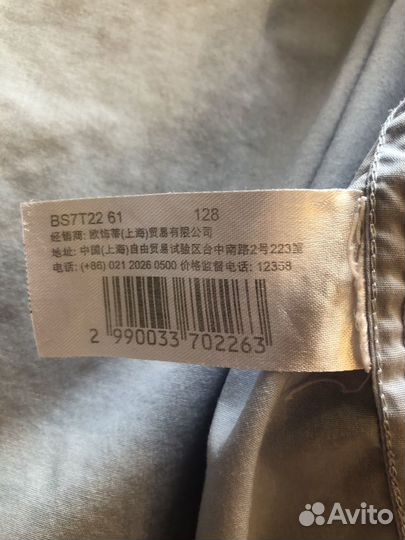 BS7T22 61 128
经销商: 欧饰蒂(上海)贸易有限公司
地址: 中国(上海)自由贸易试验区台中南路2号223室
电话: (+86) 021 2026 0500 价格监督电话: 12358
2 990033 702263
Avito